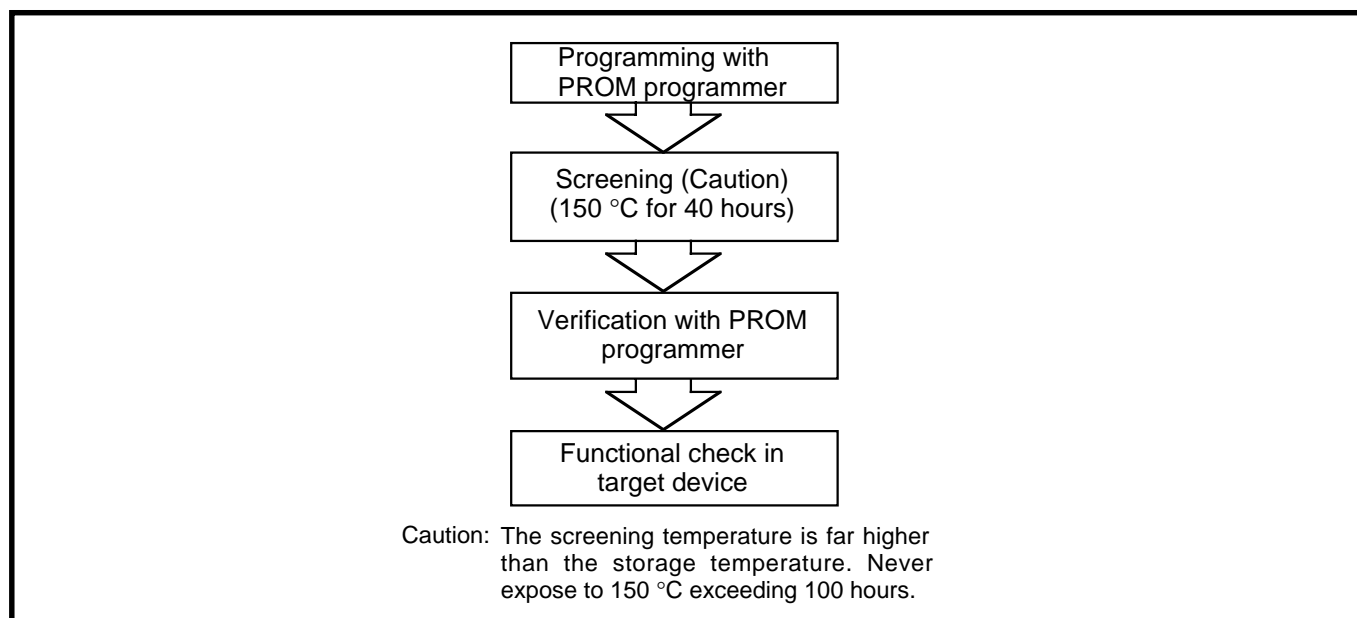 Programming with
PROM programmer
Screening (Caution)
(150 °C for 40 hours)
Verification with PROM
programmer
Functional check in
target device
Caution: The screening temperature is far higher
than the storage temperature. Never
expose to 150 °C exceeding 100 hours.